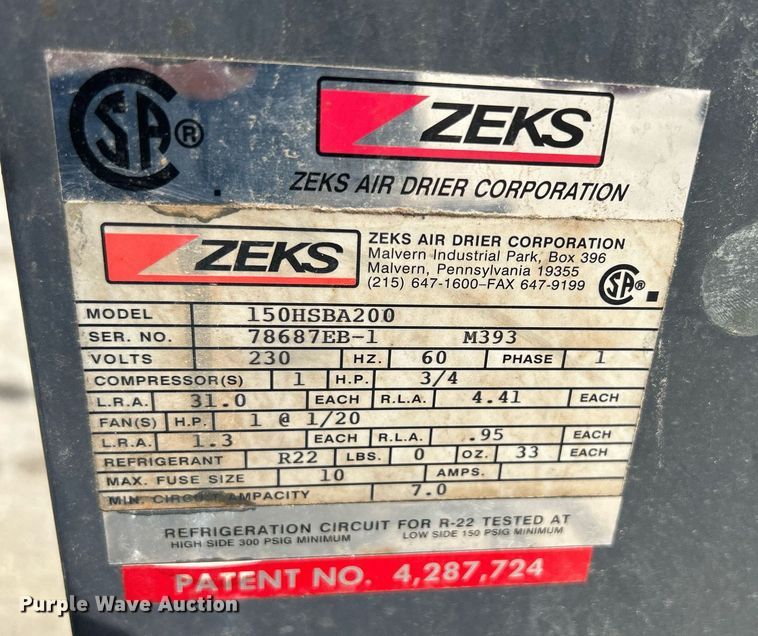 CSA ® ZEKS
ZEKS AIR DRIER CORPORATION
ZEKS
ZEKS AIR DRIER CORPORATION
Malvern Industrial Park, Box 396
Malvern, Pennsylvania 19355
(215) 647-1600–FAX 647-9199 CSA ®
MODEL 150HSBA200
SER. NO. 78687EB-1 M393
VOLTS 230 HZ. 60 PHASE 1
COMPRESSOR(S) 1 H.P. 3/4
L.R.A. 31.0 EACH R.L.A. 4.41 EACH
FAN(S) H.P. 1 @ 1/20
L.R.A. 1.3 EACH R.L.A. .95 EACH
REFRIGERANT R22 LBS. 0 OZ. 33 EACH
MAX. FUSE SIZE 10 AMPS.
MIN. CIRCUIT AMPACITY 7.0
REFRIGERATION CIRCUIT FOR R-22 TESTED AT
HIGH SIDE 300 PSIG MINIMUM LOW SIDE 150 PSIG MINIMUM
PATENT NO. 4,287,724
Purple Wave Auction